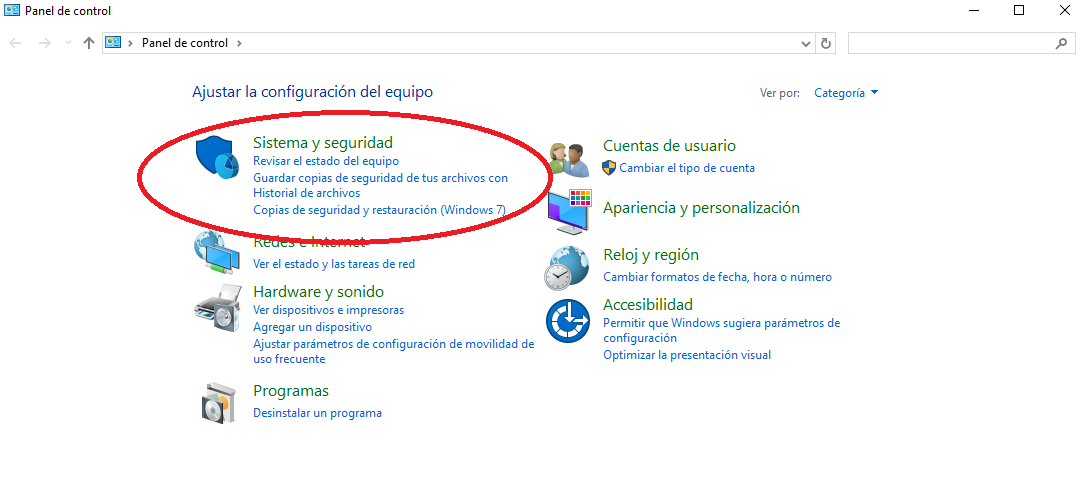 Panel de control
Panel de control
Ajustar la configuración del equipo
Ver por: Categoría
Sistema y seguridad
Revisar el estado del equipo
Guardar copias de seguridad de tus archivos con
Historial de archivos
Copias de seguridad y restauración (Windows 7)
Redes e Internet
Ver el estado y las tareas de red
Hardware y sonido
Ver dispositivos e impresoras
Agregar un dispositivo
Ajustar parámetros de configuración de movilidad de
uso frecuente
Programas
Desinstalar un programa
Cuentas de usuario
Cambiar el tipo de cuenta
Apariencia y personalización
Reloj y región
Cambiar formatos de fecha, hora o número
Accesibilidad
Permitir que Windows sugiera parámetros de
configuración
Optimizar la presentación visual